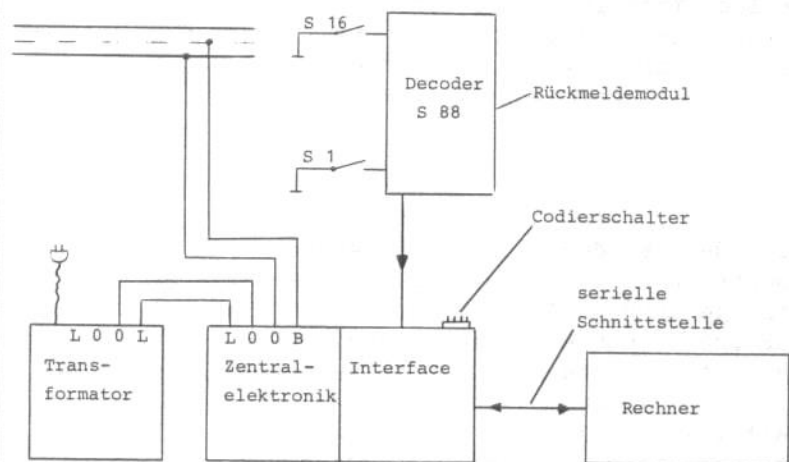 S 16
Decoder
S 88
Rückmeldemodul
S 1
Codierschalter
serielle
Schnittstelle
L 0 0 L
L 0 0 B
Trans-
formator
Zentral-
elektronik
Interface
Rechner